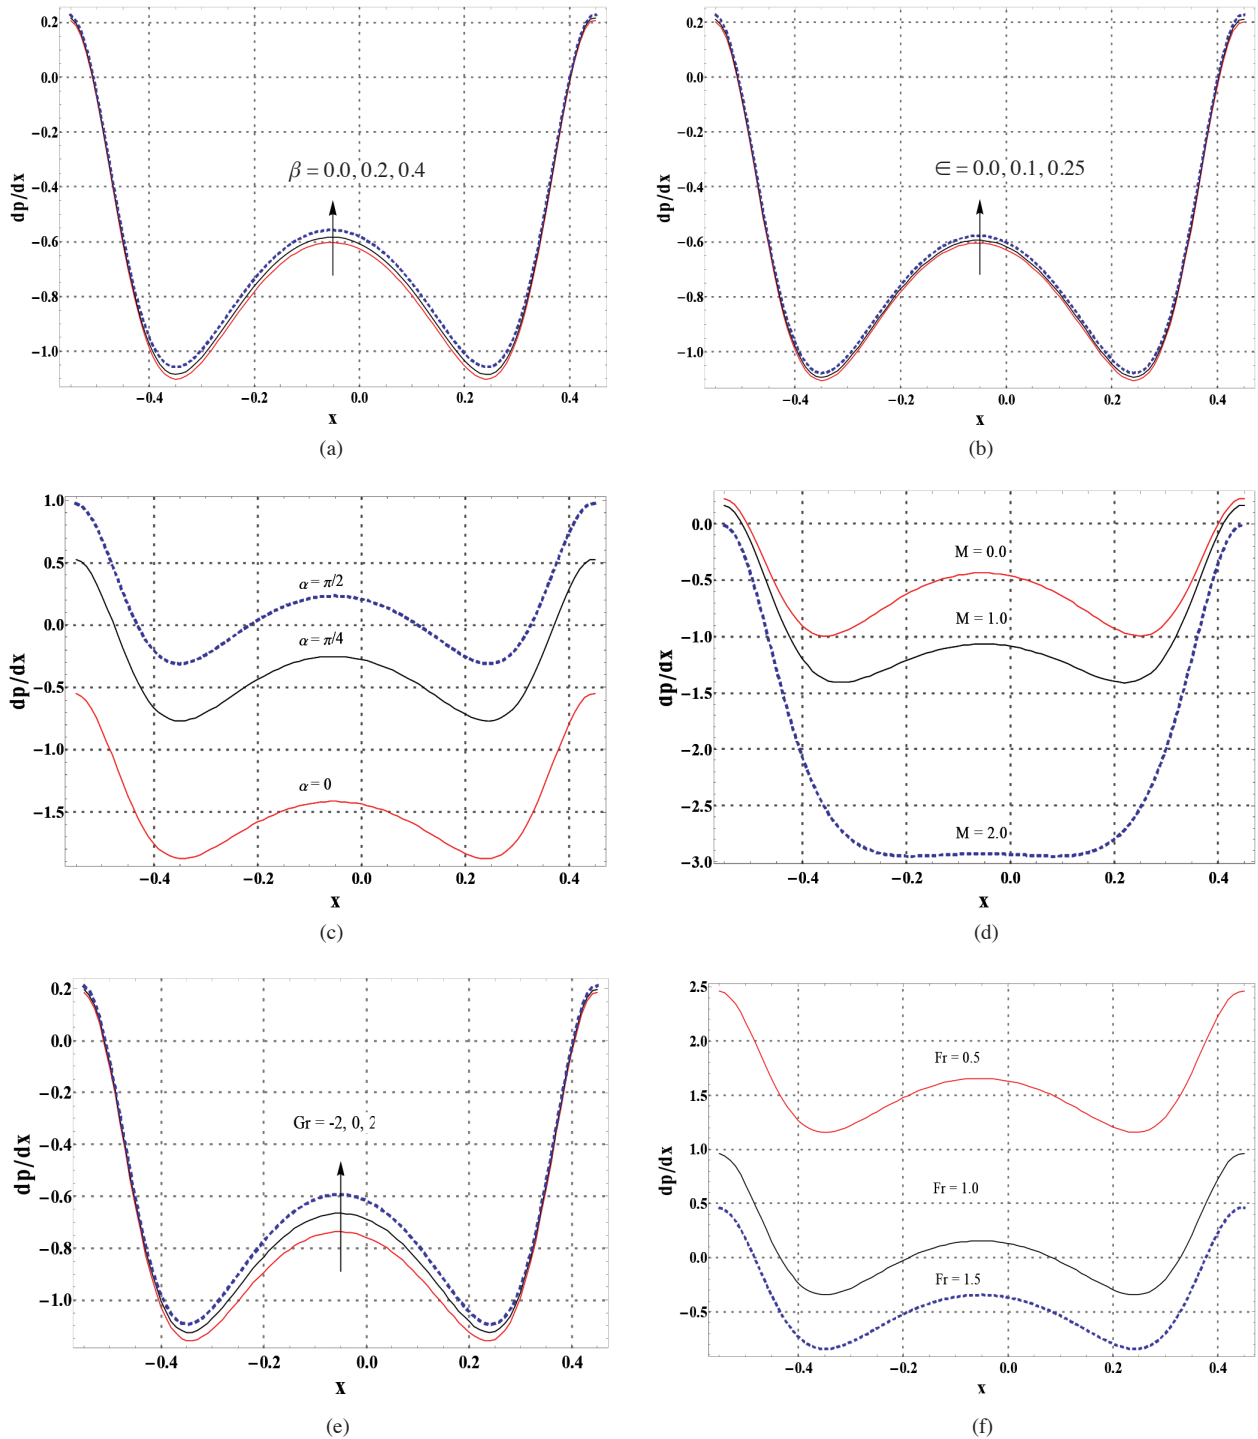 0.2
0.0
−0.2
−0.4
−0.6
−0.8
−1.0
dp/dx
β = 0.0, 0.2, 0.4
−0.4 −0.2 0.0 0.2 0.4
x
(a)
0.2
0.0
−0.2
−0.4
−0.6
−0.8
−1.0
dp/dx
∈ = 0.0, 0.1, 0.25
−0.4 −0.2 0.0 0.2 0.4
x
(b)
1.0
0.5
0.0
−0.5
−1.0
−1.5
dp/dx
α = π/2
α = π/4
α = 0
−0.4 −0.2 0.0 0.2 0.4
x
(c)
0.0
−0.5
−1.0
−1.5
−2.0
−2.5
−3.0
dp/dx
M = 0.0
M = 1.0
M = 2.0
−0.4 −0.2 0.0 0.2 0.4
x
(d)
0.2
0.0
−0.2
−0.4
−0.6
−0.8
−1.0
dp/dx
Gr = -2, 0, 2
−0.4 −0.2 0.0 0.2 0.4
x
(e)
2.5
2.0
1.5
1.0
0.5
0.0
−0.5
dp/dx
Fr = 0.5
Fr = 1.0
Fr = 1.5
−0.4 −0.2 0.0 0.2 0.4
x
(f)